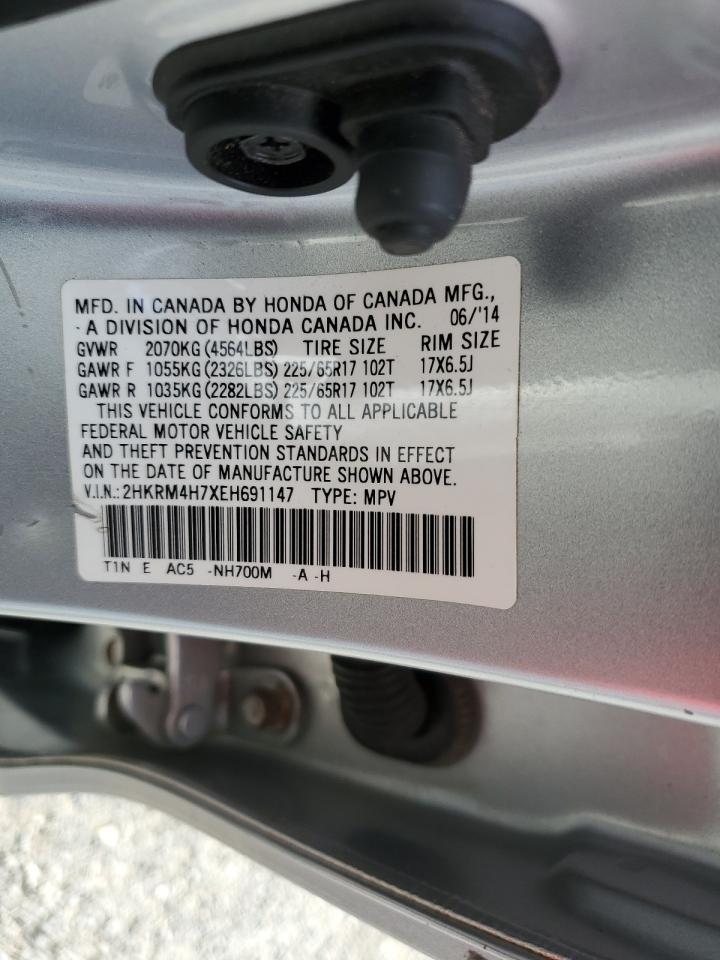 MFD. IN CANADA BY HONDA OF CANADA MFG.,
A DIVISION OF HONDA CANADA INC. 06/'14
GVWR 2070KG (4564LBS) TIRE SIZE RIM SIZE
GAWR F 1055KG (2326LBS) 225/65R17 102T 17X6.5J
GAWR R 1035KG (2282LBS) 225/65R17 102T 17X6.5J
THIS VEHICLE CONFORMS TO ALL APPLICABLE
FEDERAL MOTOR VEHICLE SAFETY
AND THEFT PREVENTION STANDARDS IN EFFECT
ON THE DATE OF MANUFACTURE SHOWN ABOVE.
V.I.N.: 2HKRM4H7XEH691147 TYPE: MPV
T1N E AC5 -NH700M -A -H